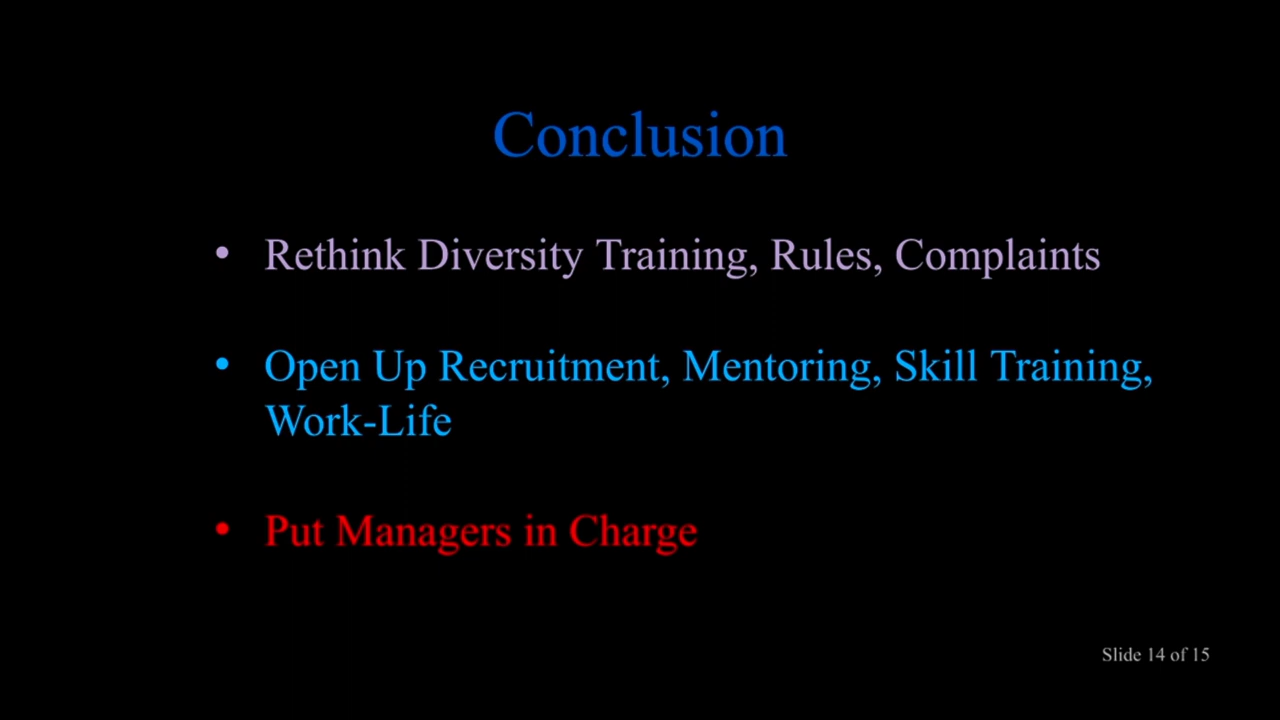 Conclusion
• Rethink Diversity Training, Rules, Complaints
• Open Up Recruitment, Mentoring, Skill Training,
Work-Life
• Put Managers in Charge
Slide 14 of 15